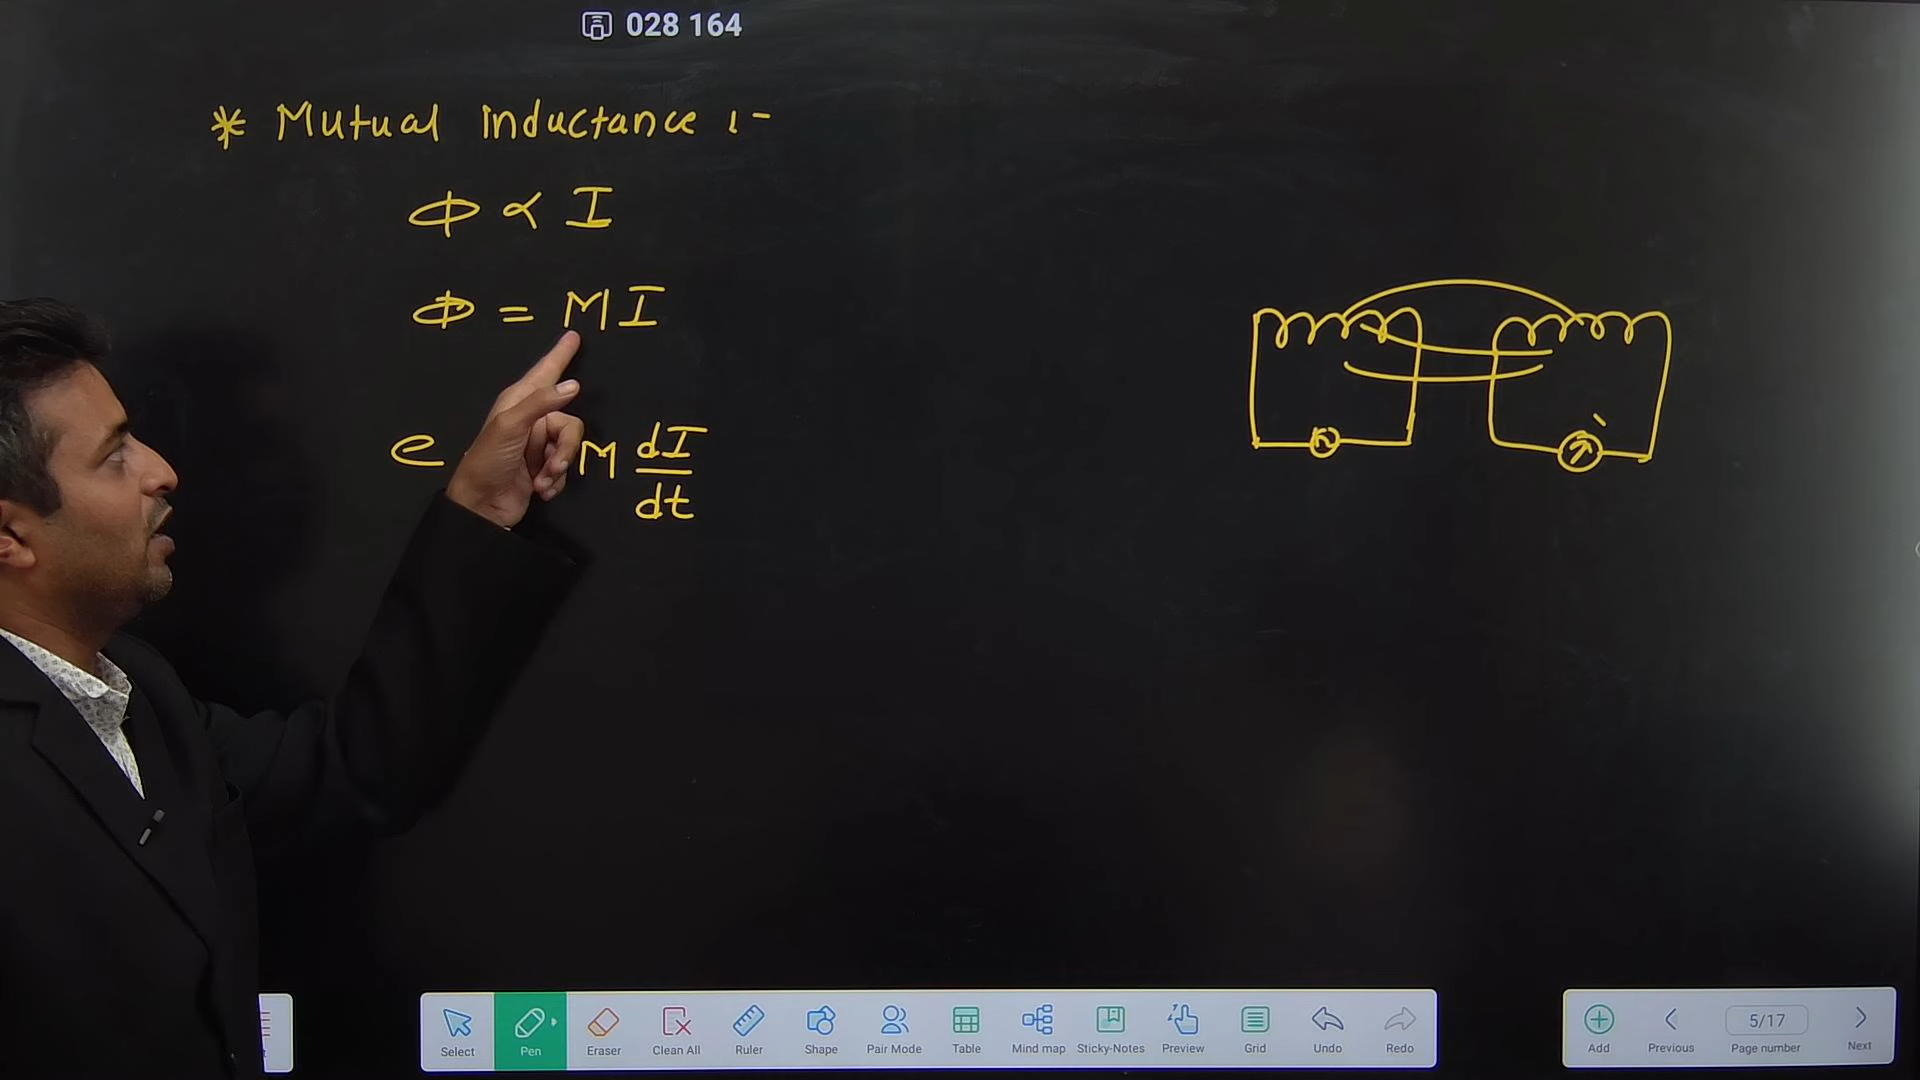 028 164
* Mutual inductance :-
Φ ∝ I
Φ = MI
e M dI/dt
Select Pen Eraser Clean All Ruler Shape Pair Mode Table Mind map Sticky-Notes Preview Grid Undo Redo
Add Previous 5/17 Page number Next